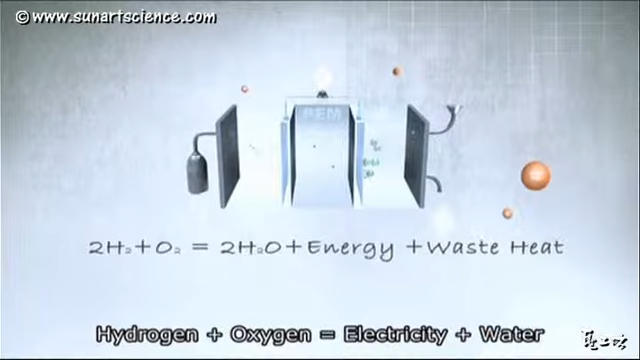 © www.sunartscience.com
PEM
2H₂+O₂ = 2H₂O+Energy +Waste Heat
Hydrogen + Oxygen = Electricity + Water